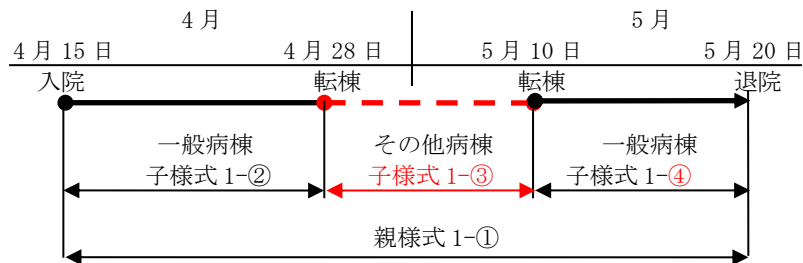 4月 5月
4月15日 4月28日 5月10日 5月20日
入院 転棟 転棟 退院
一般病棟 その他病棟 一般病棟
子様式1-② 子様式1-③ 子様式1-④
親様式1-①